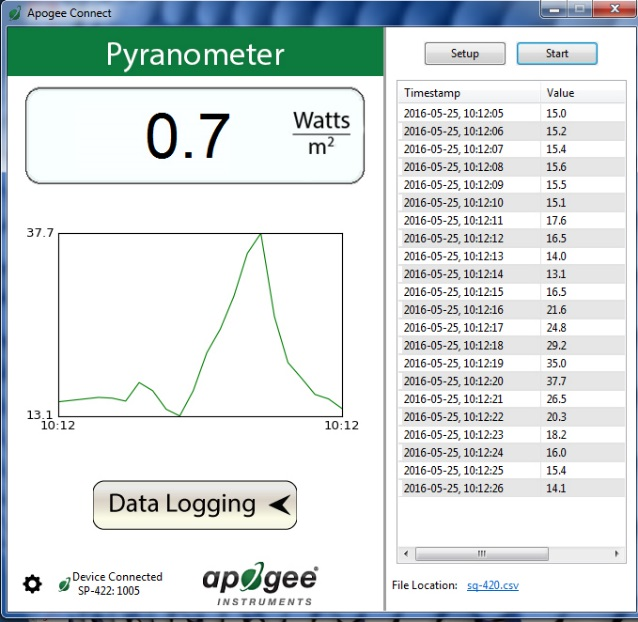 Apogee Connect
Pyranometer
0.7 Watts
m²
37.7
13.1
10:12 10:12
Data Logging
Device Connected
SP-422: 1005
apogee®
INSTRUMENTS
Setup Start
Timestamp Value
2016-05-25, 10:12:05 15.0
2016-05-25, 10:12:06 15.2
2016-05-25, 10:12:07 15.4
2016-05-25, 10:12:08 15.6
2016-05-25, 10:12:09 15.5
2016-05-25, 10:12:10 15.1
2016-05-25, 10:12:11 17.6
2016-05-25, 10:12:12 16.5
2016-05-25, 10:12:13 14.0
2016-05-25, 10:12:14 13.1
2016-05-25, 10:12:15 16.5
2016-05-25, 10:12:16 21.6
2016-05-25, 10:12:17 24.8
2016-05-25, 10:12:18 29.2
2016-05-25, 10:12:19 35.0
2016-05-25, 10:12:20 37.7
2016-05-25, 10:12:21 26.5
2016-05-25, 10:12:22 20.3
2016-05-25, 10:12:23 18.2
2016-05-25, 10:12:24 16.0
2016-05-25, 10:12:25 15.4
2016-05-25, 10:12:26 14.1
File Location: sq-420.csv